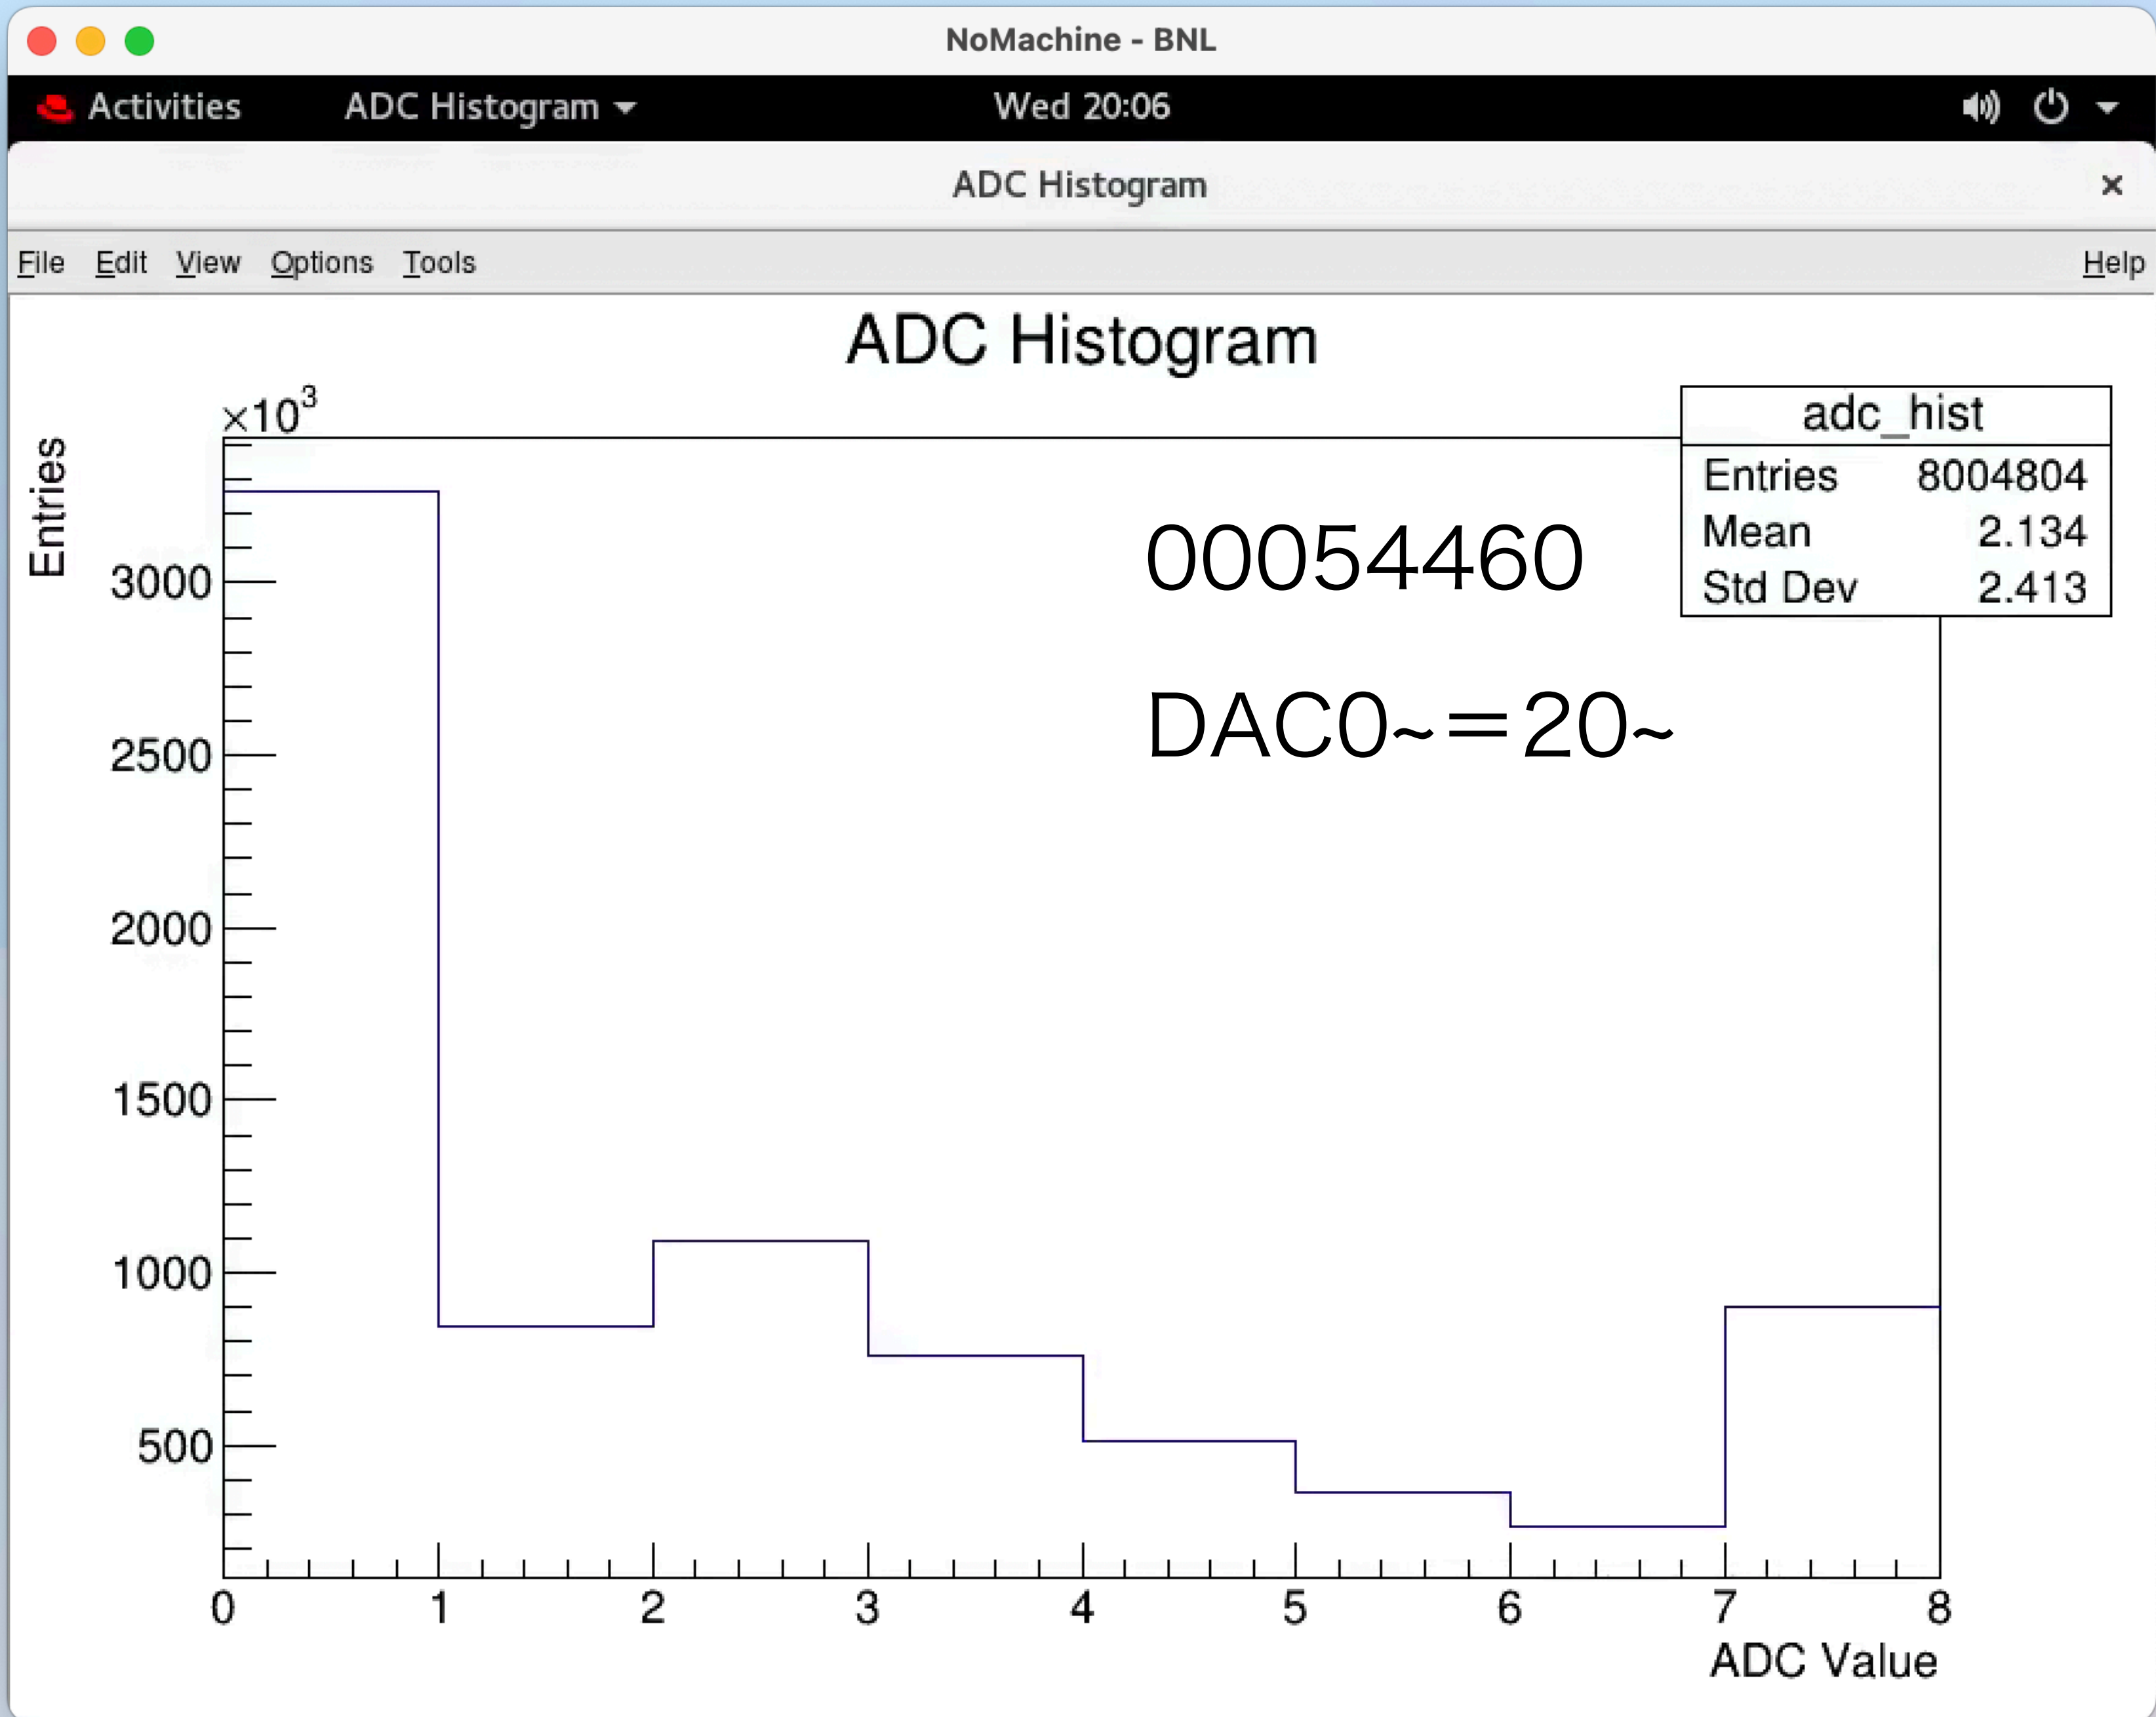 NoMachine - BNL
Activities ADC Histogram Wed 20:06
ADC Histogram
File Edit View Options Tools Help
ADC Histogram
×10³
Entries
adc_hist
Entries 8004804
Mean 2.134
Std Dev 2.413
00054460
DAC0~=20~
3000
2500
2000
1500
1000
500
0 1 2 3 4 5 6 7 8
ADC Value